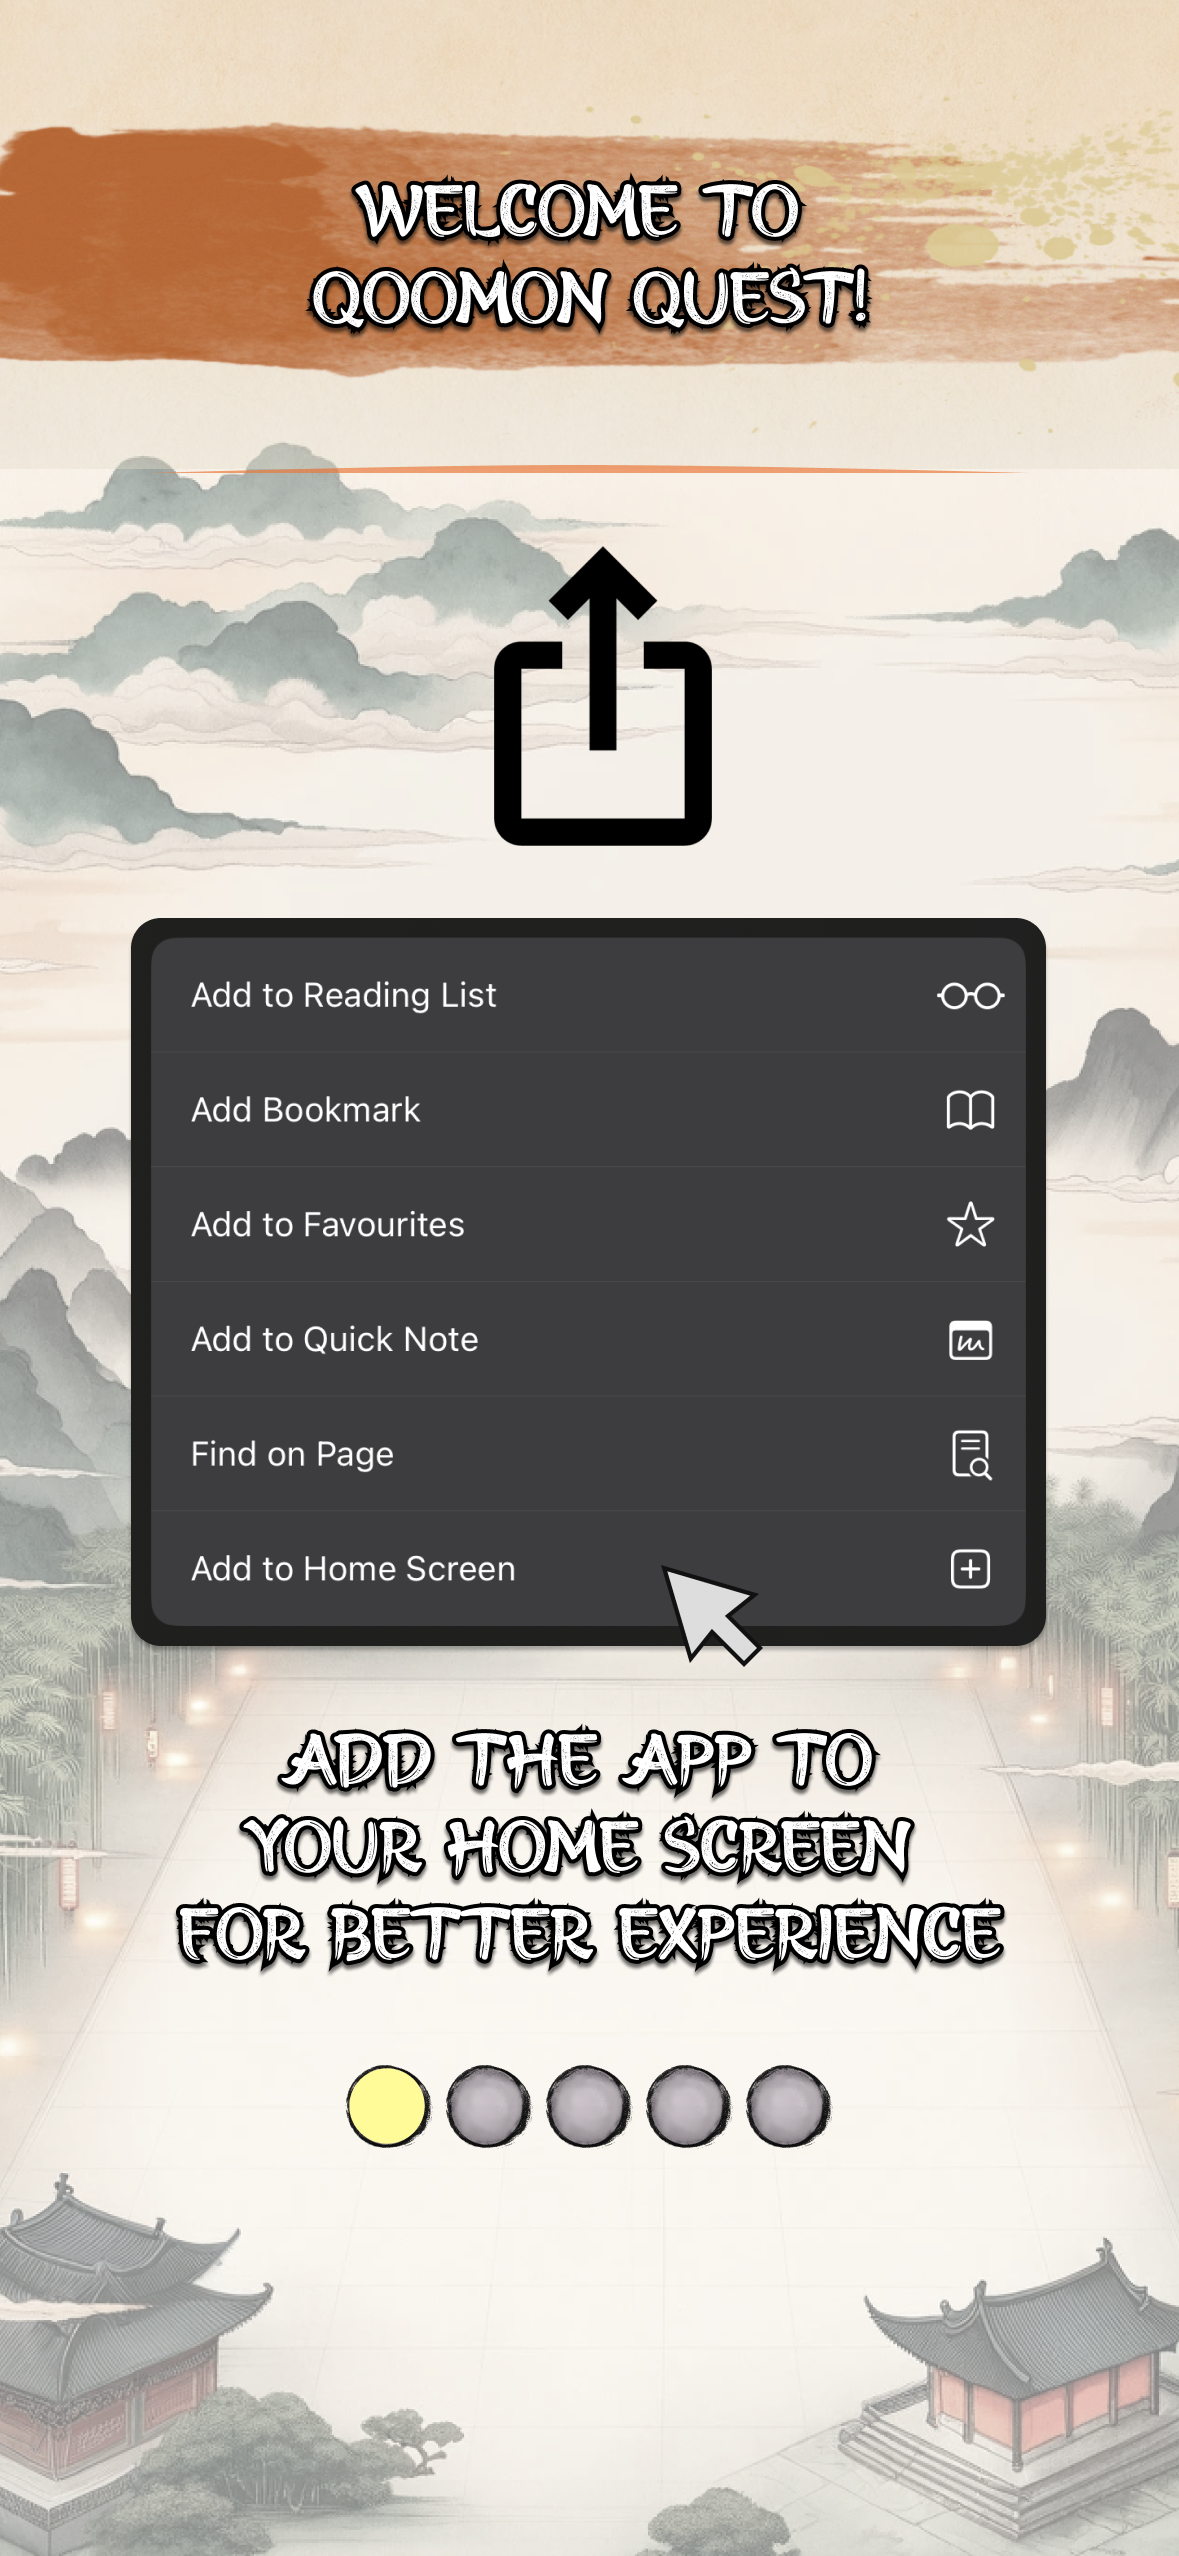 WELCOME TO
QOOMON QUEST!
Add to Reading List
Add Bookmark
Add to Favourites
Add to Quick Note
Find on Page
Add to Home Screen
ADD THE APP TO
YOUR HOME SCREEN
FOR BETTER EXPERIENCE